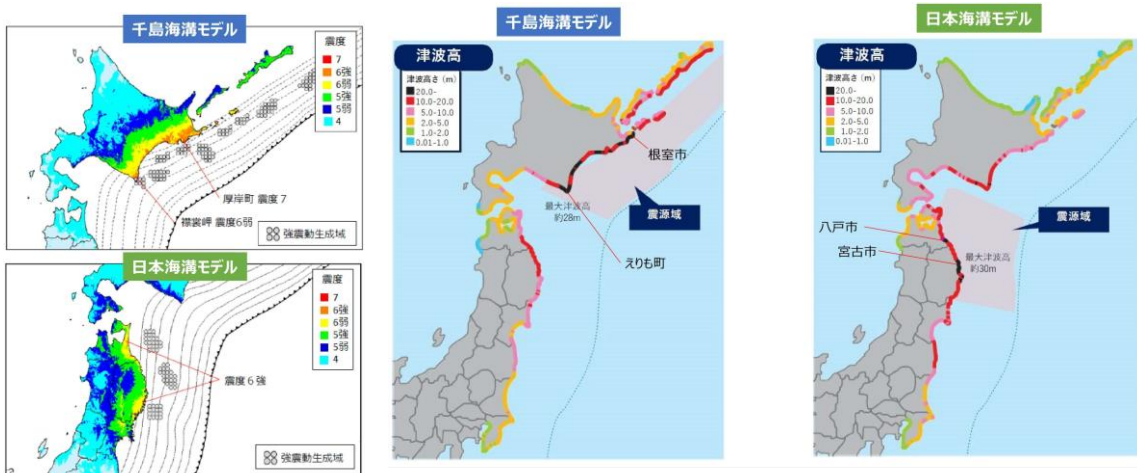 千島海溝モデル
震度
7
6強
6弱
5強
5弱
4
厚岸町 震度7
襟裳岬 震度6弱
強震動生成域
日本海溝モデル
震度
7
6強
6弱
5強
5弱
4
震度6強
強震動生成域
千島海溝モデル
津波高
津波高さ(m)
20.0-
10.0-20.0
5.0-10.0
2.0-5.0
1.0-2.0
0.01-1.0
根室市
最大津波高
約28m
震源域
えりも町
日本海溝モデル
津波高
津波高さ(m)
20.0-
10.0-20.0
5.0-10.0
2.0-5.0
1.0-2.0
0.01-1.0
震源域
八戸市
宮古市
最大津波高
約30m